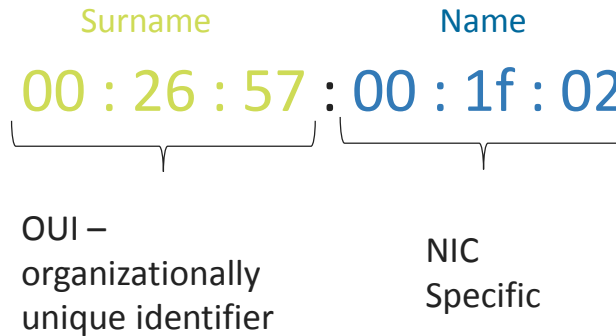 Surname Name
00 : 26 : 57 : 00 : 1f : 02
OUI –
organizationally
unique identifier
NIC
Specific